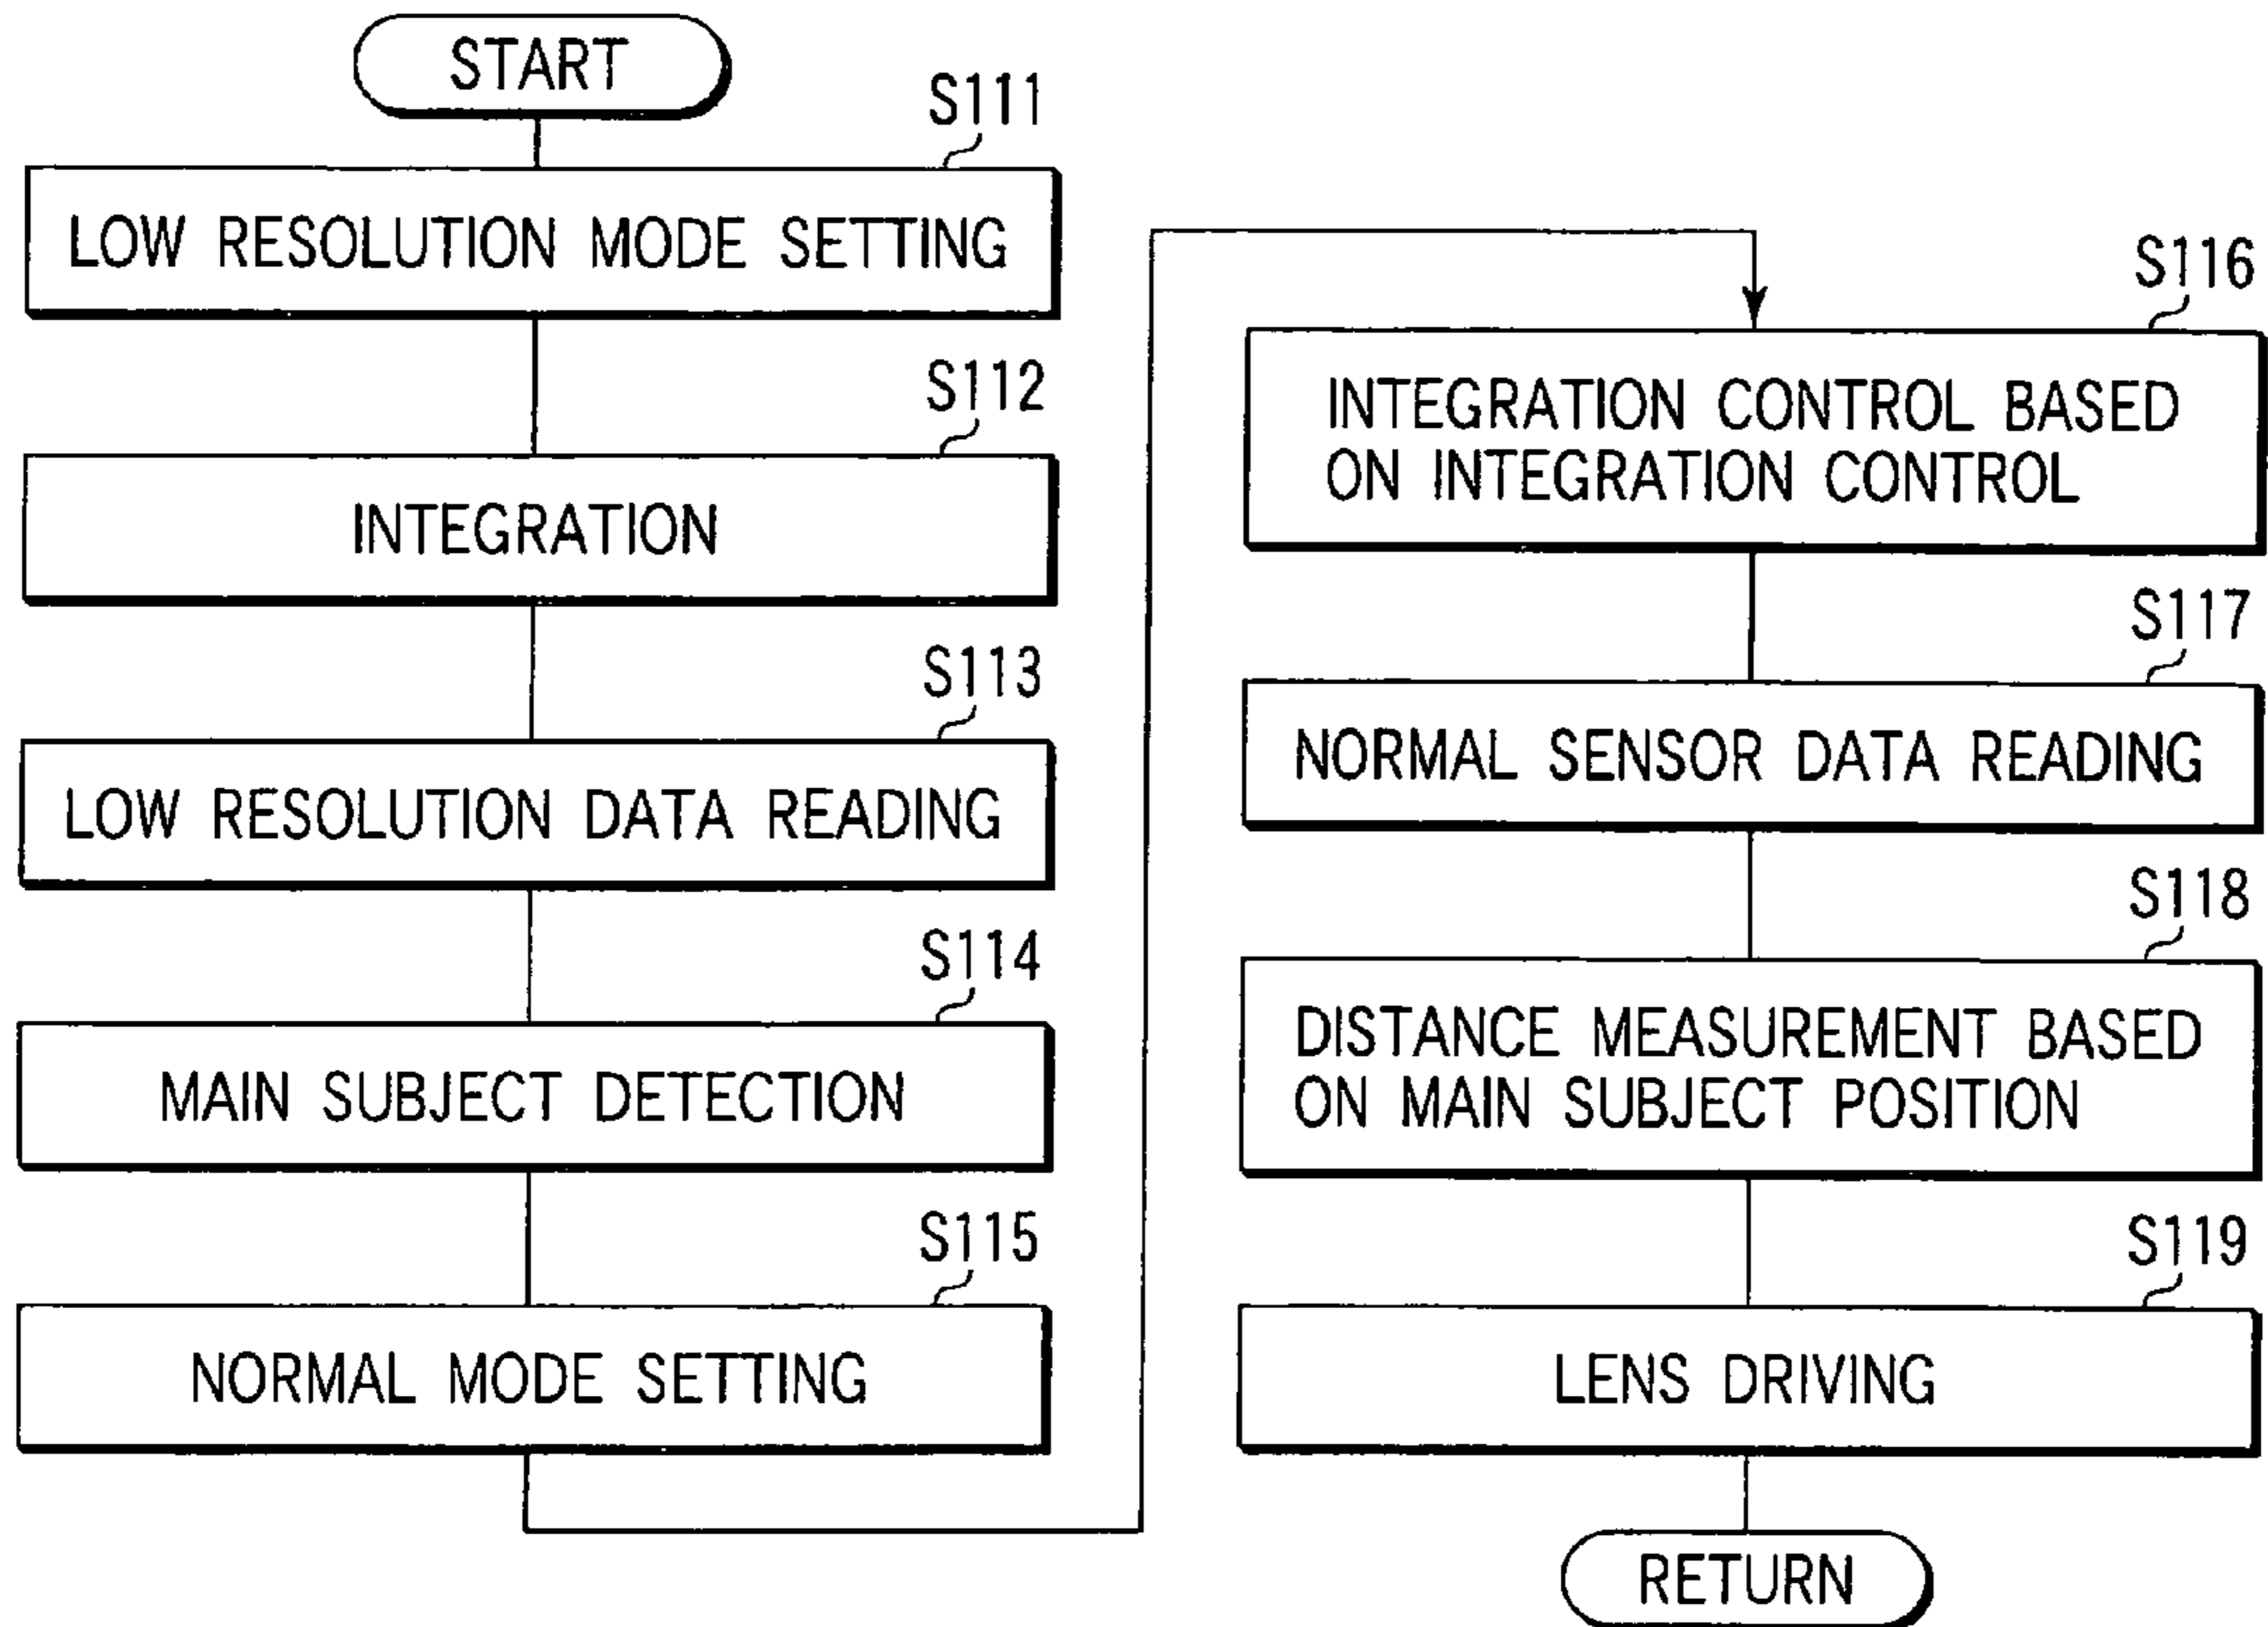 START
S111
LOW RESOLUTION MODE SETTING
S112
INTEGRATION
S113
LOW RESOLUTION DATA READING
S114
MAIN SUBJECT DETECTION
S115
NORMAL MODE SETTING
S116
INTEGRATION CONTROL BASED
ON INTEGRATION CONTROL
S117
NORMAL SENSOR DATA READING
S118
DISTANCE MEASUREMENT BASED
ON MAIN SUBJECT POSITION
S119
LENS DRIVING
RETURN